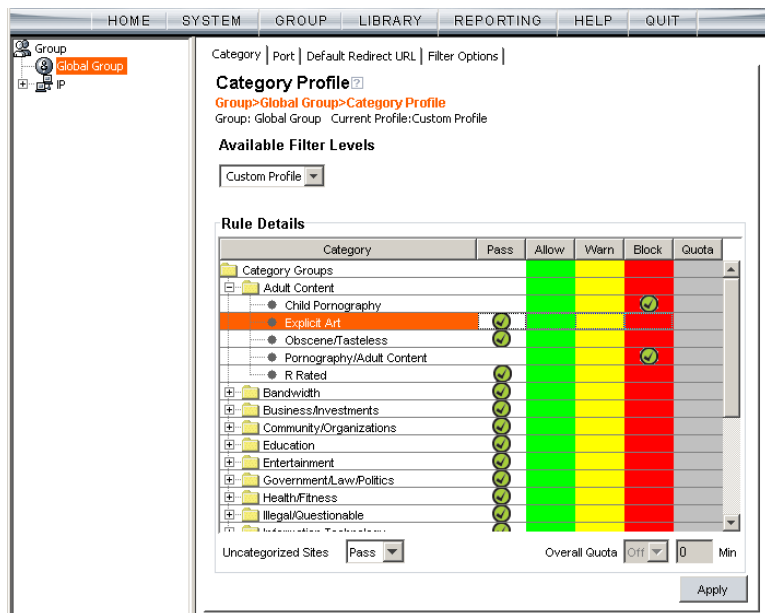 HOME SYSTEM GROUP LIBRARY REPORTING HELP QUIT
Group
Global Group
IP
Category Port Default Redirect URL Filter Options
Category Profile ?
Group>Global Group>Category Profile
Group: Global Group Current Profile:Custom Profile
Available Filter Levels
Custom Profile
Rule Details
Category Pass Allow Warn Block Quota
Category Groups
Adult Content
Child Pornography
Explicit Art
Obscene/Tasteless
Pornography/Adult Content
R Rated
Bandwidth
Business/Investments
Community/Organizations
Education
Entertainment
Government/Law/Politics
Health/Fitness
Illegal/Questionable
Information Technology
Uncategorized Sites Pass Overall Quota Off 0 Min
Apply